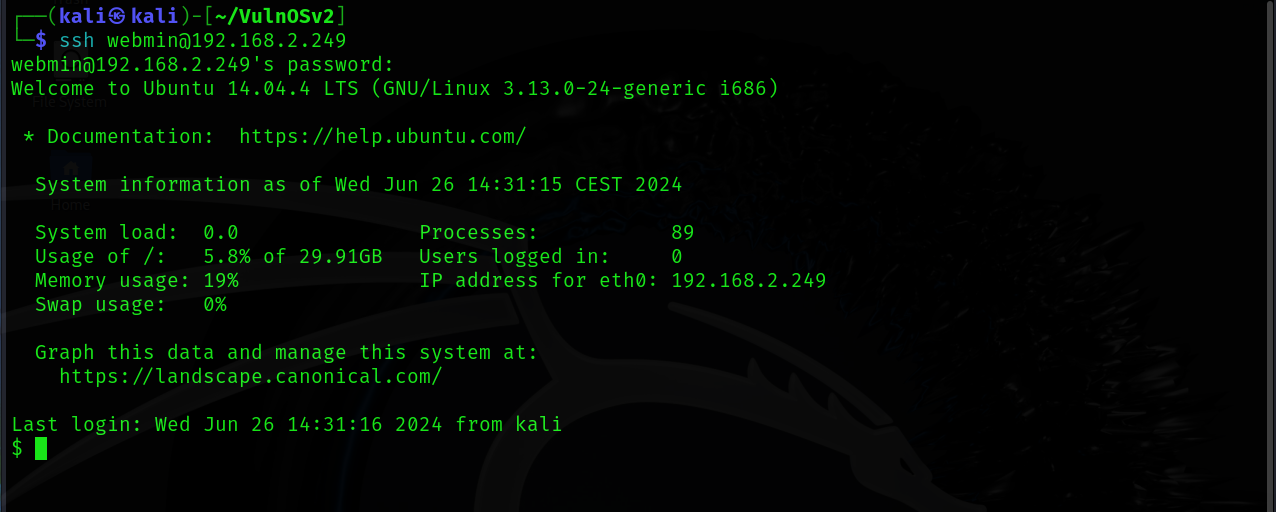 ┌──(kali㉿kali)-[~/VulnOSv2]
└─$ ssh webmin@192.168.2.249
webmin@192.168.2.249's password:
Welcome to Ubuntu 14.04.4 LTS (GNU/Linux 3.13.0-24-generic i686)
File System
* Documentation:  https://help.ubuntu.com/
System information as of Wed Jun 26 14:31:15 CEST 2024
Home
System load:  0.0               Processes:           89
Usage of /:   5.8% of 29.91GB   Users logged in:     0
Memory usage: 19%               IP address for eth0: 192.168.2.249
Swap usage:   0%
Graph this data and manage this system at:
https://landscape.canonical.com/
Last login: Wed Jun 26 14:31:16 2024 from kali
$